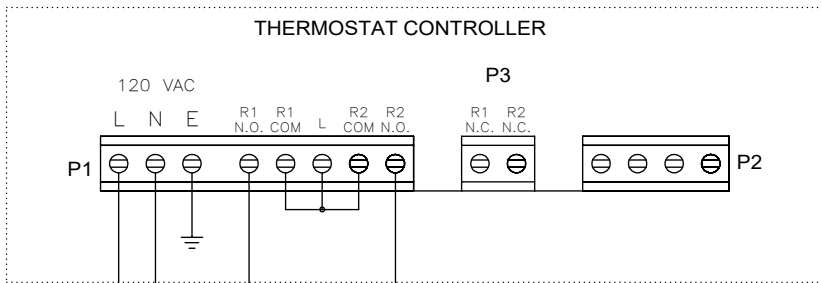 THERMOSTAT CONTROLLER
120 VAC
P3
L N E R1 N.O. R1 COM L R2 COM R2 N.O.
R1 N.C. R2 N.C.
P1
P2